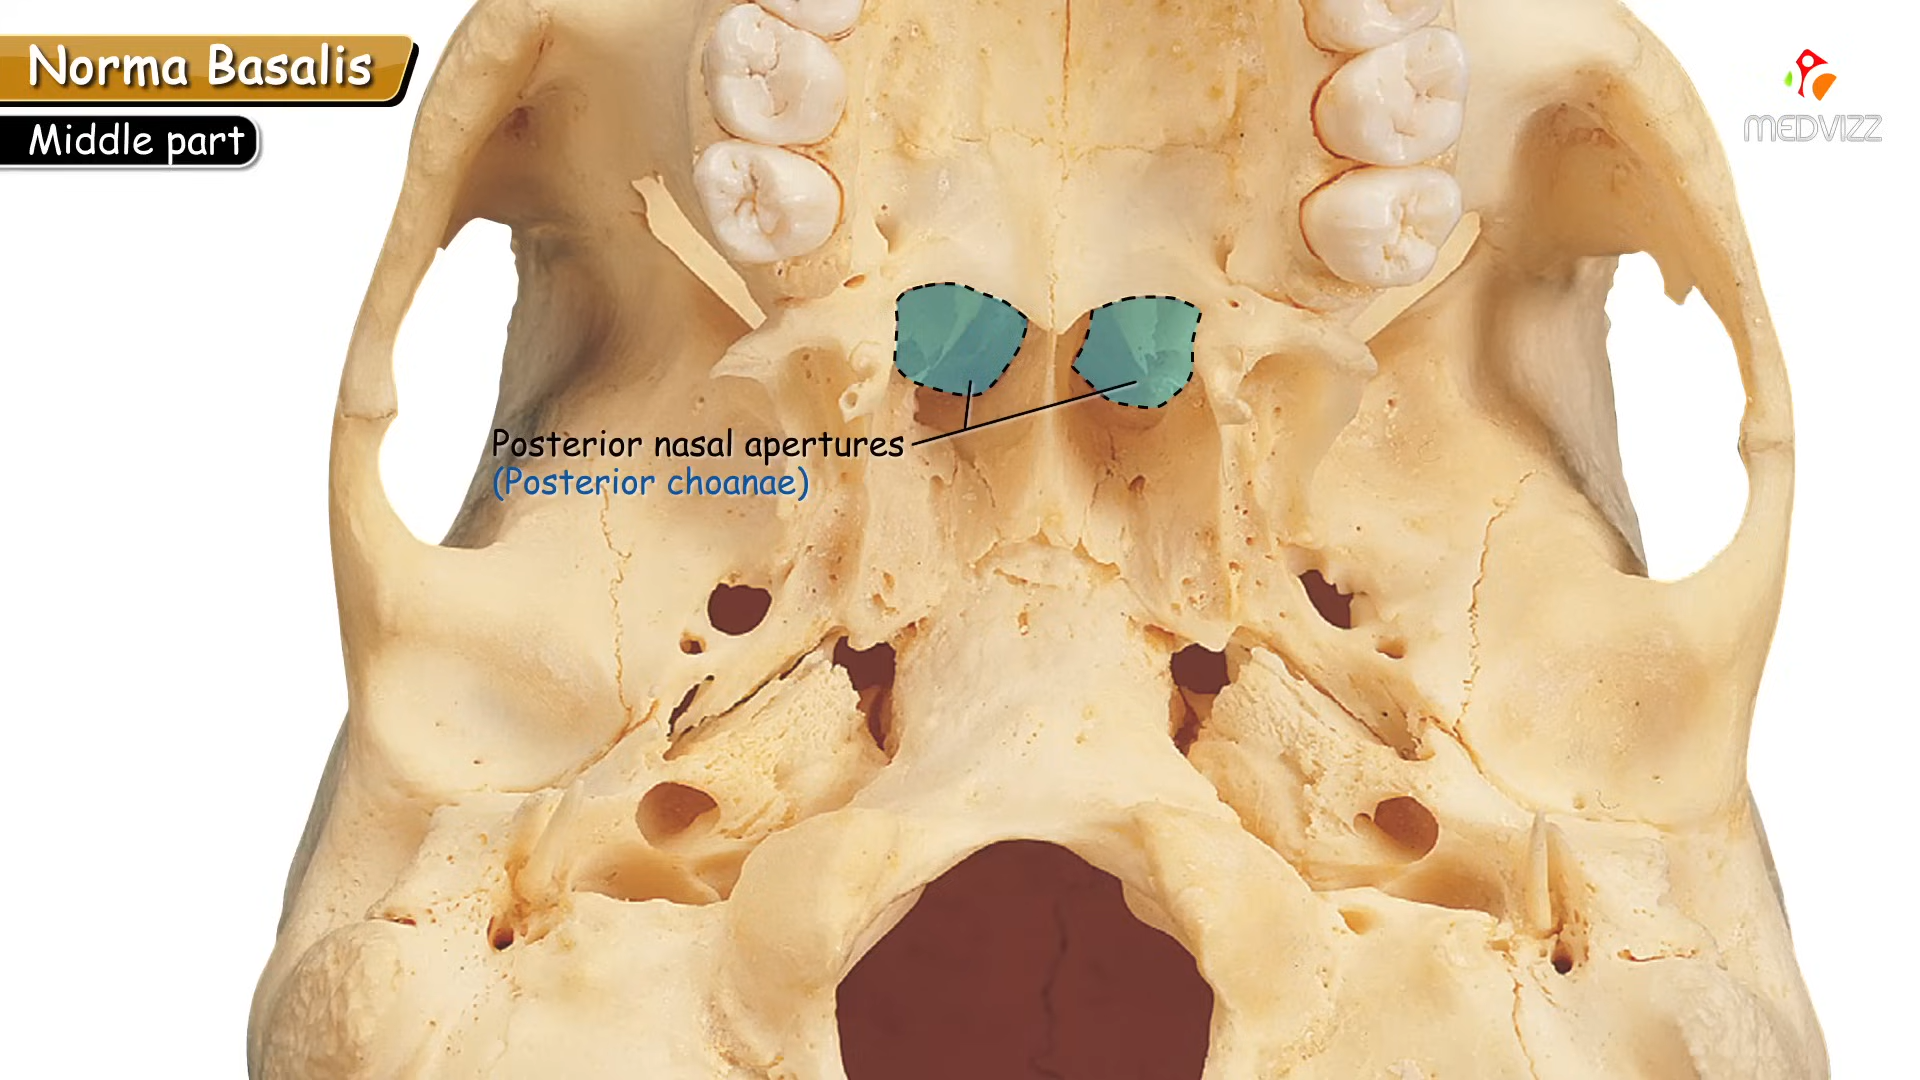 Norma Basalis
Middle part
MEDVIZZ
Posterior nasal apertures
(Posterior choanae)